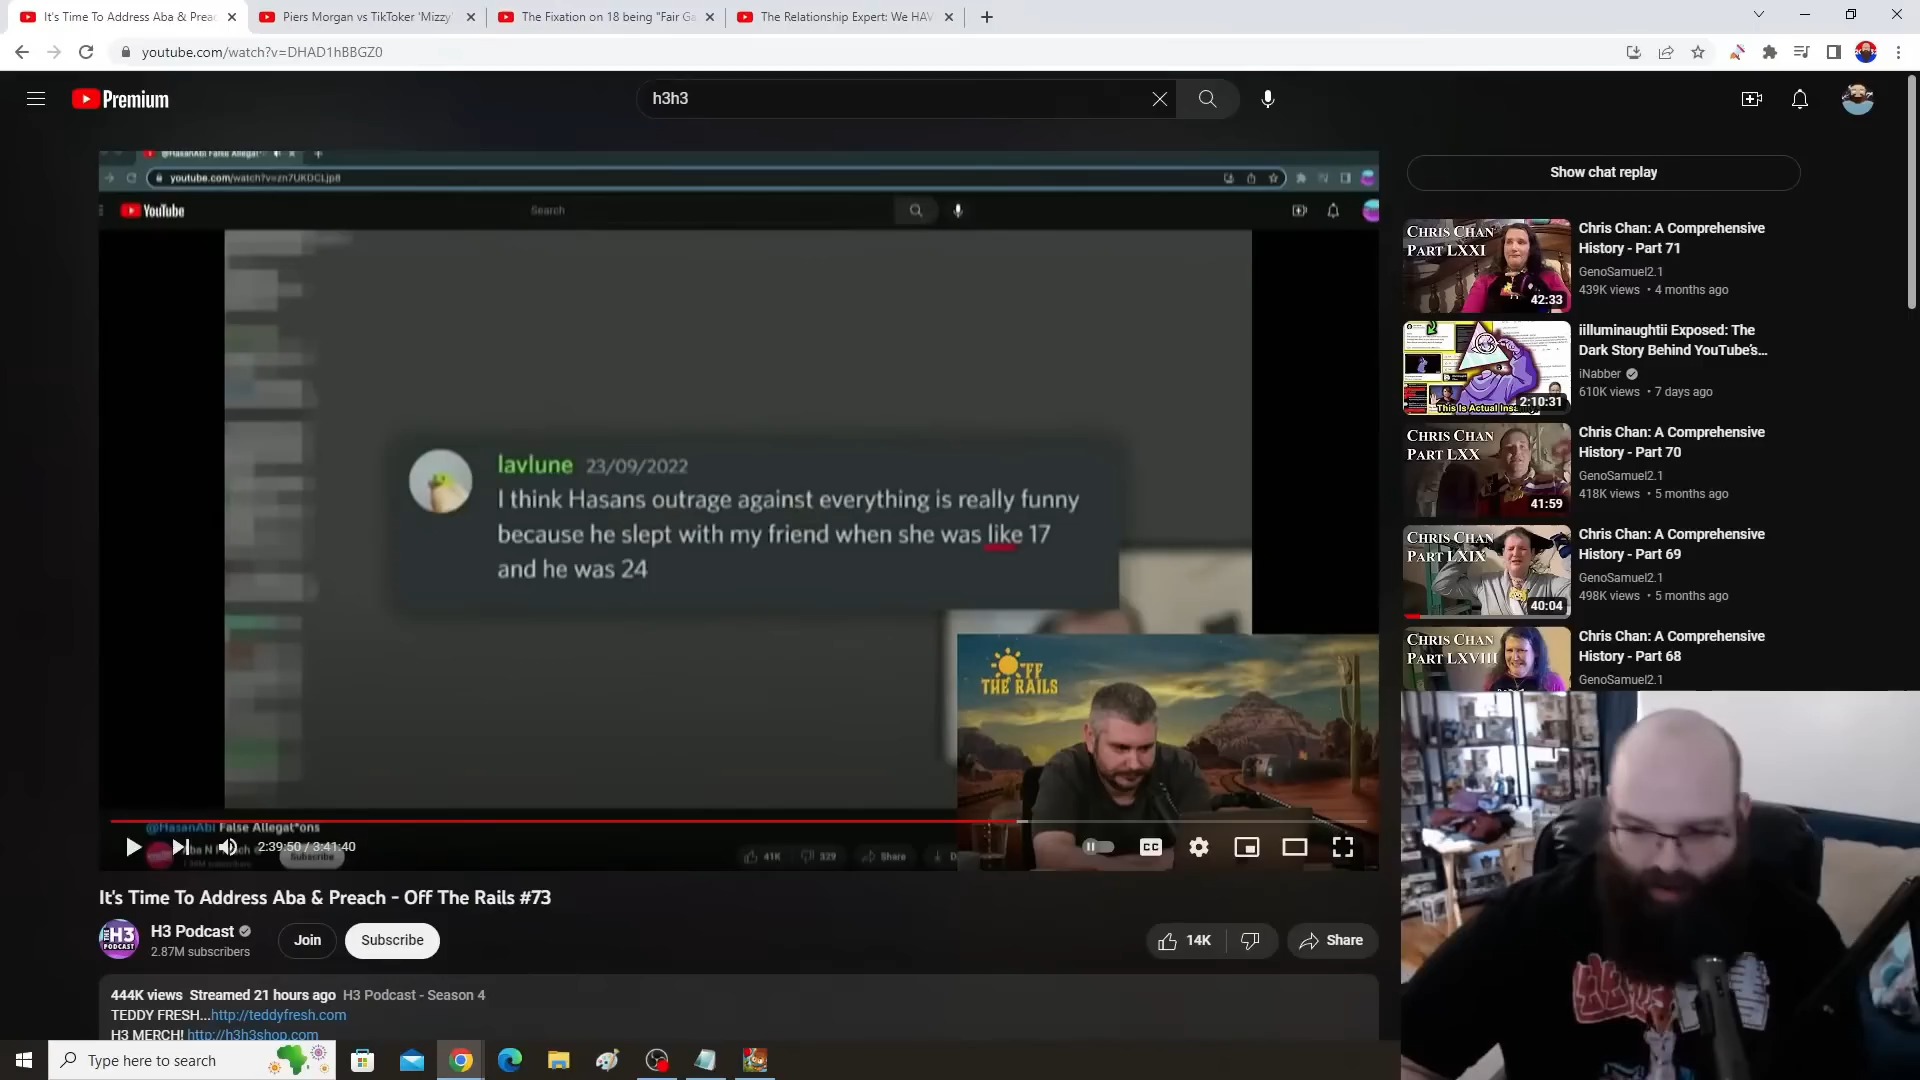 It's Time To Address Aba & Preac
Piers Morgan vs TikToker 'Mizzy'
The Fixation on 18 being "Fair Ga
The Relationship Expert: We HAV
youtube.com/watch?v=DHAD1hBBGZ0
Premium
h3h3
Show chat replay
youtube.com/watch?v=zn7UKDCLjp8
YouTube
Search
lavlune 23/09/2022
I think Hasans outrage against everything is really funny
because he slept with my friend when she was like 17
and he was 24
OFF
THE RAILS
@HasanAbi False Allegat*ons
Subscribe
41K
329
Share
2:39:50 / 3:41:40
CC
It's Time To Address Aba & Preach - Off The Rails #73
THE H3 PODCAST
H3 Podcast
2.87M subscribers
Join
Subscribe
14K
Share
444K views Streamed 21 hours ago H3 Podcast - Season 4
TEDDY FRESH...http://teddyfresh.com
H3 MERCH! http://h3h3shop.com
CHRIS CHAN
PART LXXI
42:33
Chris Chan: A Comprehensive
History - Part 71
GenoSamuel2.1
439K views • 4 months ago
This Is Actual
2:10:31
iilluminaughtii Exposed: The
Dark Story Behind YouTube's...
iNabber
610K views • 7 days ago
CHRIS CHAN
PART LXX
41:59
Chris Chan: A Comprehensive
History - Part 70
GenoSamuel2.1
418K views • 5 months ago
CHRIS CHAN
PART LXIX
40:04
Chris Chan: A Comprehensive
History - Part 69
GenoSamuel2.1
498K views • 5 months ago
CHRIS CHAN
PART LXVIII
Chris Chan: A Comprehensive
History - Part 68
GenoSamuel2.1
Type here to search